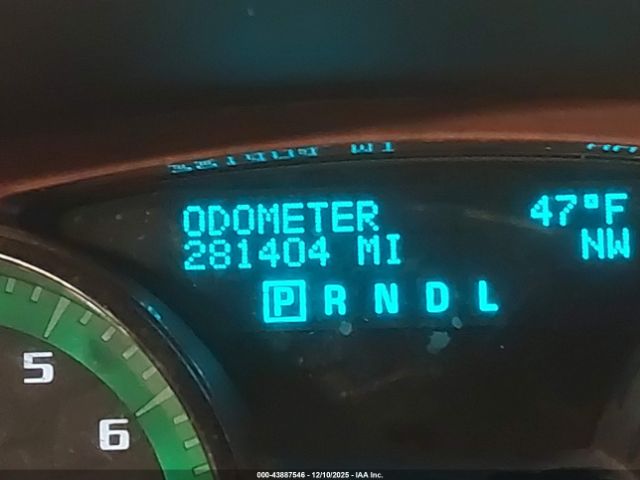 ODOMETER 47°F
281404 MI NW
P R N D L
5
6
000-43887546 - 12/10/2025 - IAA Inc.